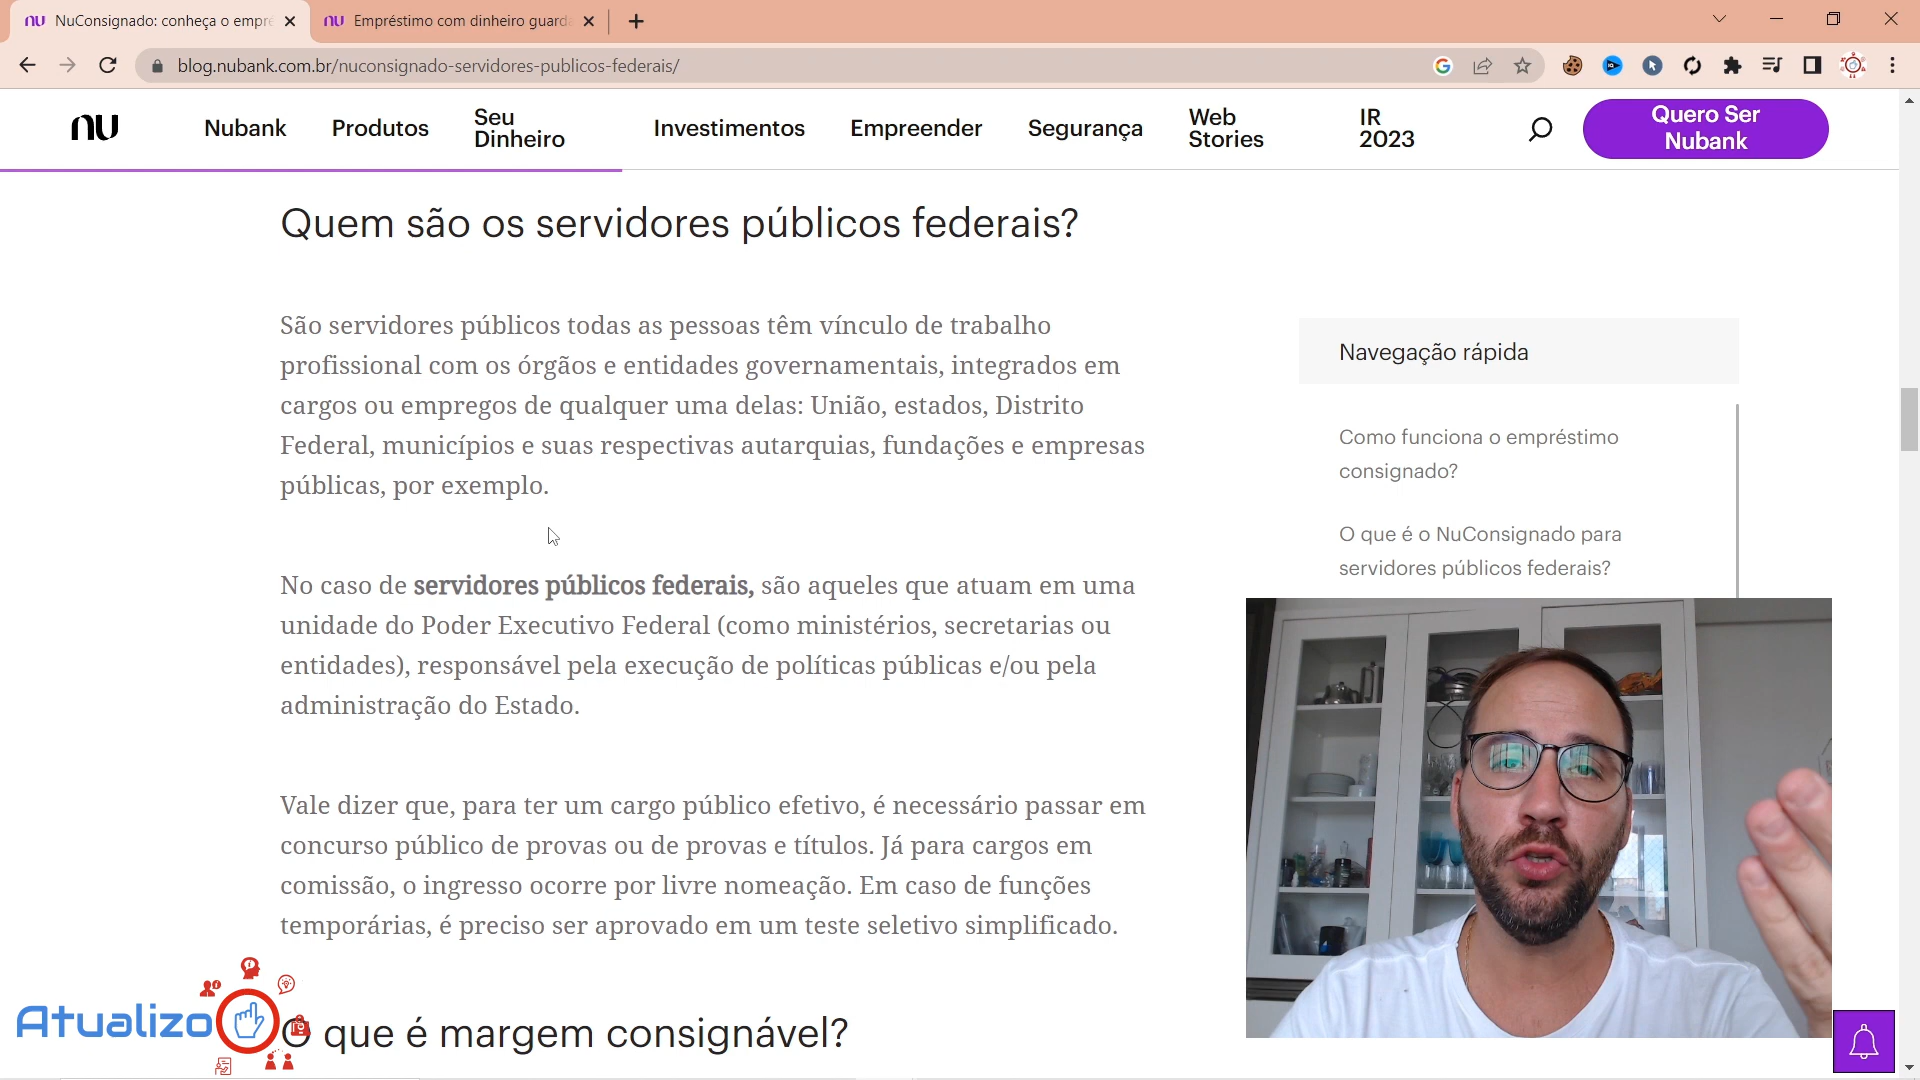 NuConsignado: conheça o empré
Empréstimo com dinheiro guarda
blog.nubank.com.br/nuconsignado-servidores-publicos-federais/
nu
Nubank
Produtos
Seu
Dinheiro
Investimentos
Empreender
Segurança
Web
Stories
IR
2023
Quero Ser
Nubank
Quem são os servidores públicos federais?
São servidores públicos todas as pessoas têm vínculo de trabalho
profissional com os órgãos e entidades governamentais, integrados em
cargos ou empregos de qualquer uma delas: União, estados, Distrito
Federal, municípios e suas respectivas autarquias, fundações e empresas
públicas, por exemplo.
No caso de servidores públicos federais, são aqueles que atuam em uma
unidade do Poder Executivo Federal (como ministérios, secretarias ou
entidades), responsável pela execução de políticas públicas e/ou pela
administração do Estado.
Vale dizer que, para ter um cargo público efetivo, é necessário passar em
concurso público de provas ou de provas e títulos. Já para cargos em
comissão, o ingresso ocorre por livre nomeação. Em caso de funções
temporárias, é preciso ser aprovado em um teste seletivo simplificado.
O que é margem consignável?
Navegação rápida
Como funciona o empréstimo
consignado?
O que é o NuConsignado para
servidores públicos federais?
Atualizo